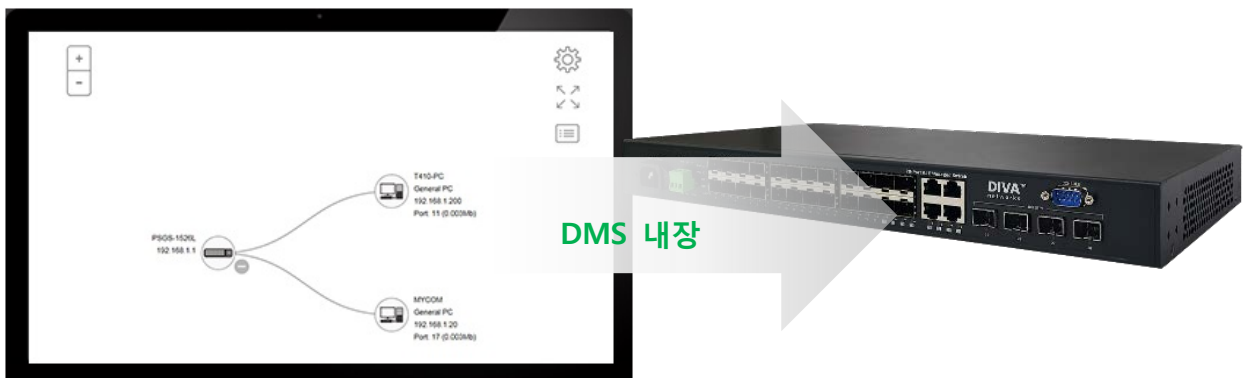 +
-
T410-PC
General PC
192.168.1.200
Port: 11 (0.003Mb)
PSGS-1526L
192.168.1.1
MYCOM
General PC
192.168.1.20
Port: 17 (0.003Mb)
DMS 내장
DIVA
networks